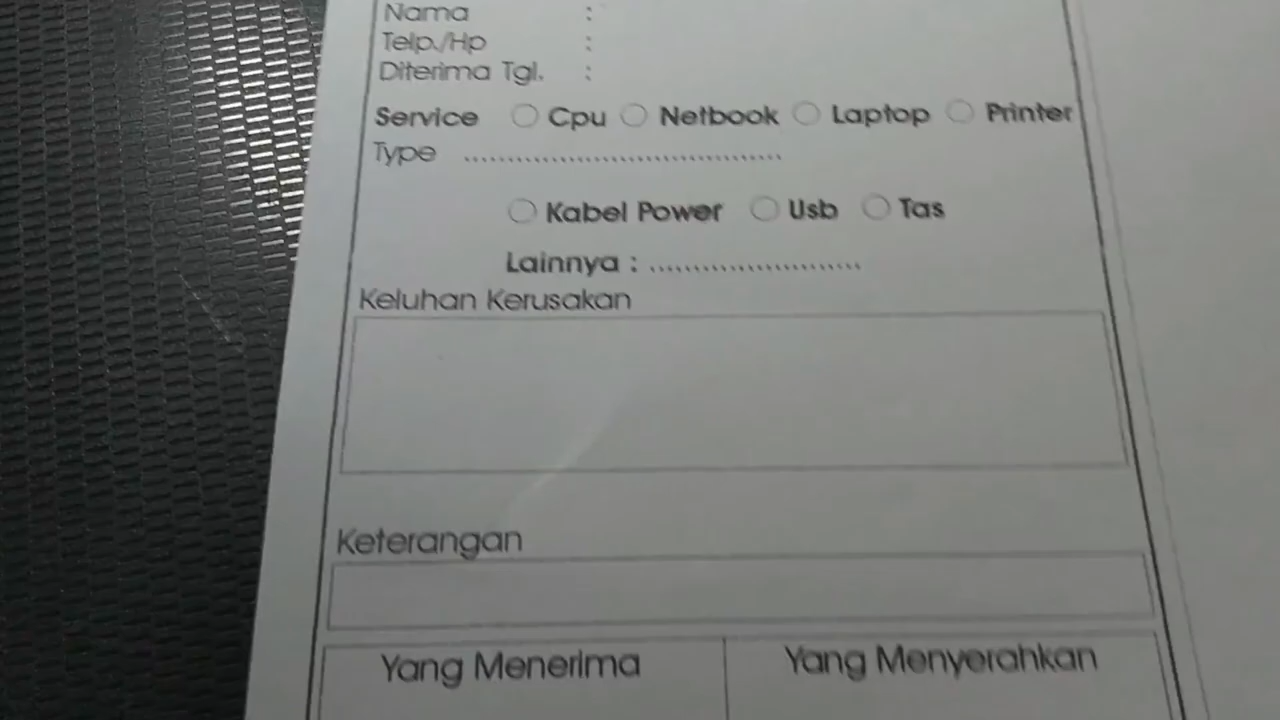 Nama :
Telp./Hp :
Diterima Tgl. :
Service Cpu Netbook Laptop Printer
Type ....................................
Kabel Power Usb Tas
Lainnya : ........................
Keluhan Kerusakan
Keterangan
Yang Menerima Yang Menyerahkan